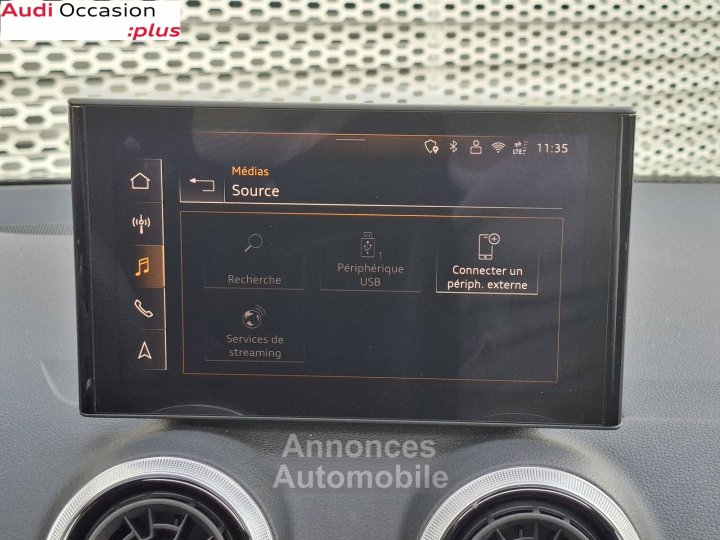 Audi Occasion
:plus
LTE
11:35
Médias
Source
Recherche
Périphérique
USB
1
Connecter un
périph. externe
Services de
streaming
Annonces
Automobile